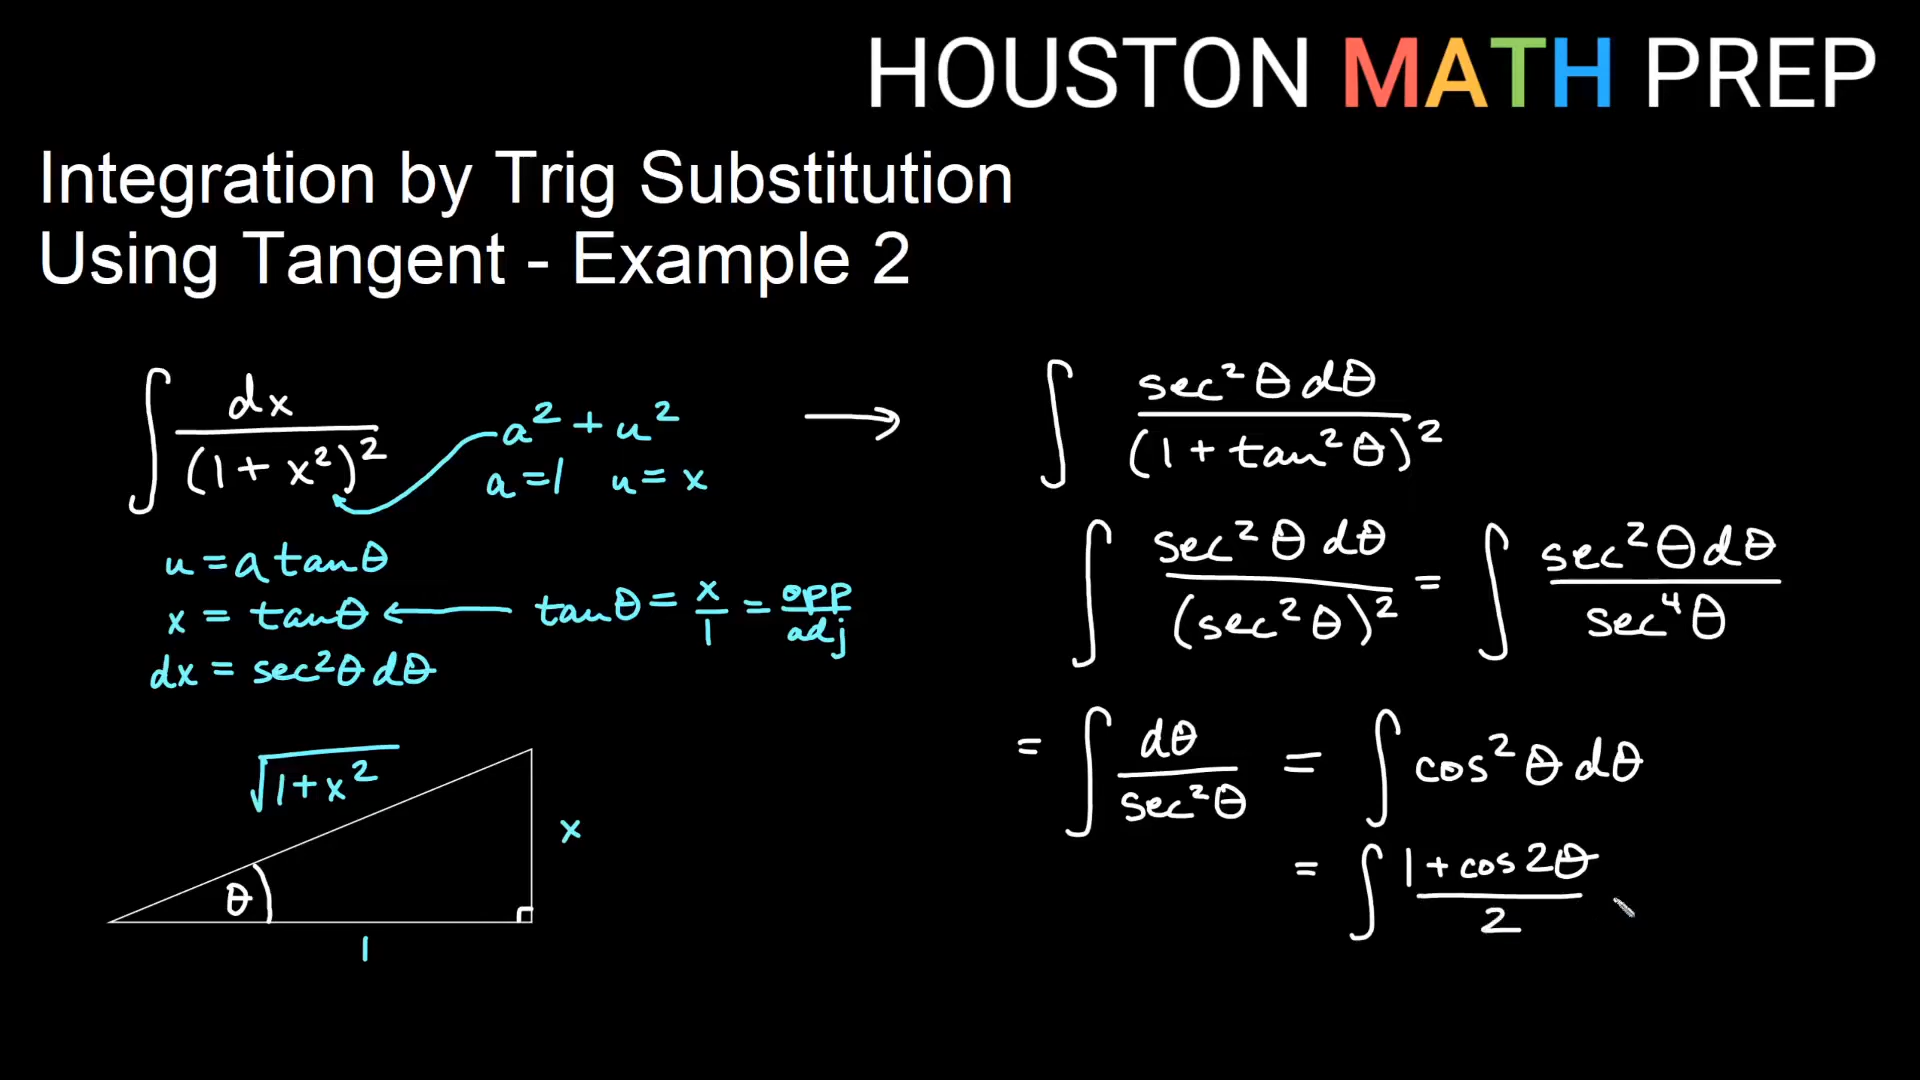 HOUSTON MATH PREP
Integration by Trig Substitution
Using Tangent - Example 2
∫ dx / (1 + x²)²
a² + u²
a = 1 u = x
u = a tanθ
x = tanθ ← tanθ = x/1 = opp/adj
dx = sec²θ dθ
√(1 + x²)
x
θ
1
→ ∫ sec²θ dθ / (1 + tan²θ)²
∫ sec²θ dθ / (sec²θ)² = ∫ sec²θ dθ / sec⁴θ
= ∫ dθ / sec²θ = ∫ cos²θ dθ
= ∫ (1 + cos2θ) / 2